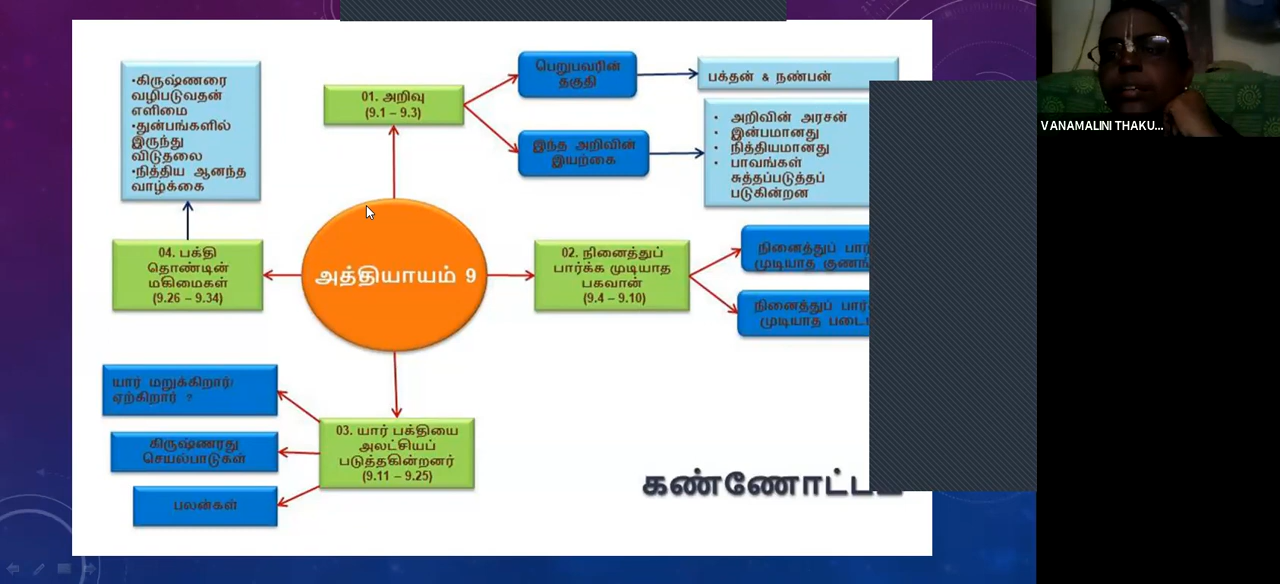 •கிருஷ்ணரை
வழிபடுவதன்
எளிமை
•துன்பங்களில்
இருந்து
விடுதலை
•நித்திய ஆனந்த
வாழ்க்கை
01. அறிவு
(9.1 – 9.3)
பெறுபவரின்
தகுதி
பக்தன் & நண்பன்
இந்த அறிவின்
இயற்கை
• அறிவின் அரசன்
• இன்பமானது
• நித்தியமானது
• பாவங்கள்
சுத்தப்படுத்தப்
படுகின்றன
04. பக்தி
தொண்டின்
மகிமைகள்
(9.26 – 9.34)
அத்தியாயம் 9
02. நினைத்துப்
பார்க்க முடியாத
பகவான்
(9.4 – 9.10)
நினைத்துப்
முடியாத
நினைத்துப்
முடியாத
யார் மறுக்கிறார்/
ஏற்கிறார் ?
கிருஷ்ணரது
செயல்பாடுகள்
பலன்கள்
03. யார் பக்தியை
அலட்சியப்
படுத்தகின்றனர்
(9.11 – 9.25)
VANAMALINI THAKU...